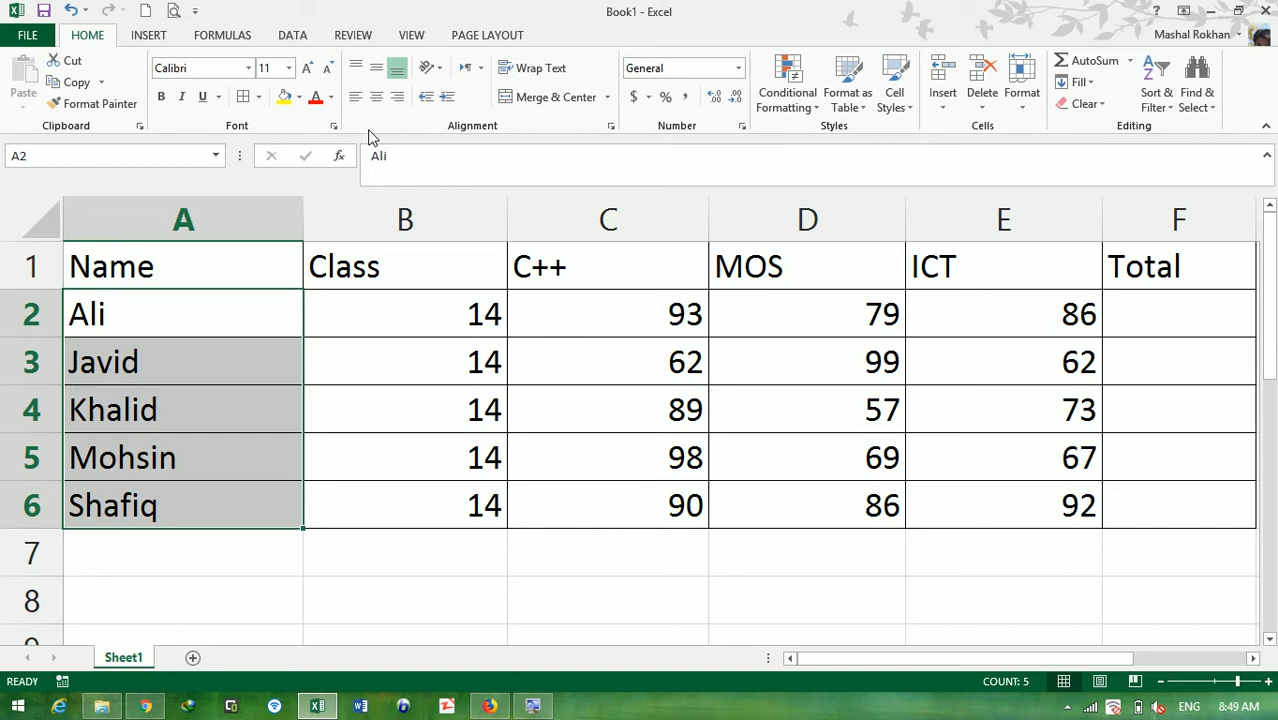 Book1 - Excel
?
FILE HOME INSERT FORMULAS DATA REVIEW VIEW PAGE LAYOUT
Mashal Rokhan
Cut
Copy
Format Painter
Paste
Clipboard
Calibri 11
B I U
Font
Wrap Text
Merge & Center
Alignment
General
$ % ,
Number
Conditional Formatting
Format as Table
Cell Styles
Styles
Insert Delete Format
Cells
AutoSum
Fill
Clear
Sort & Filter
Find & Select
Editing
A2 fx Ali
A B C D E F
1 Name Class C++ MOS ICT Total
2 Ali 14 93 79 86
3 Javid 14 62 99 62
4 Khalid 14 89 57 73
5 Mohsin 14 98 69 67
6 Shafiq 14 90 86 92
7
8
9
Sheet1
READY COUNT: 5
ENG 8:49 AM